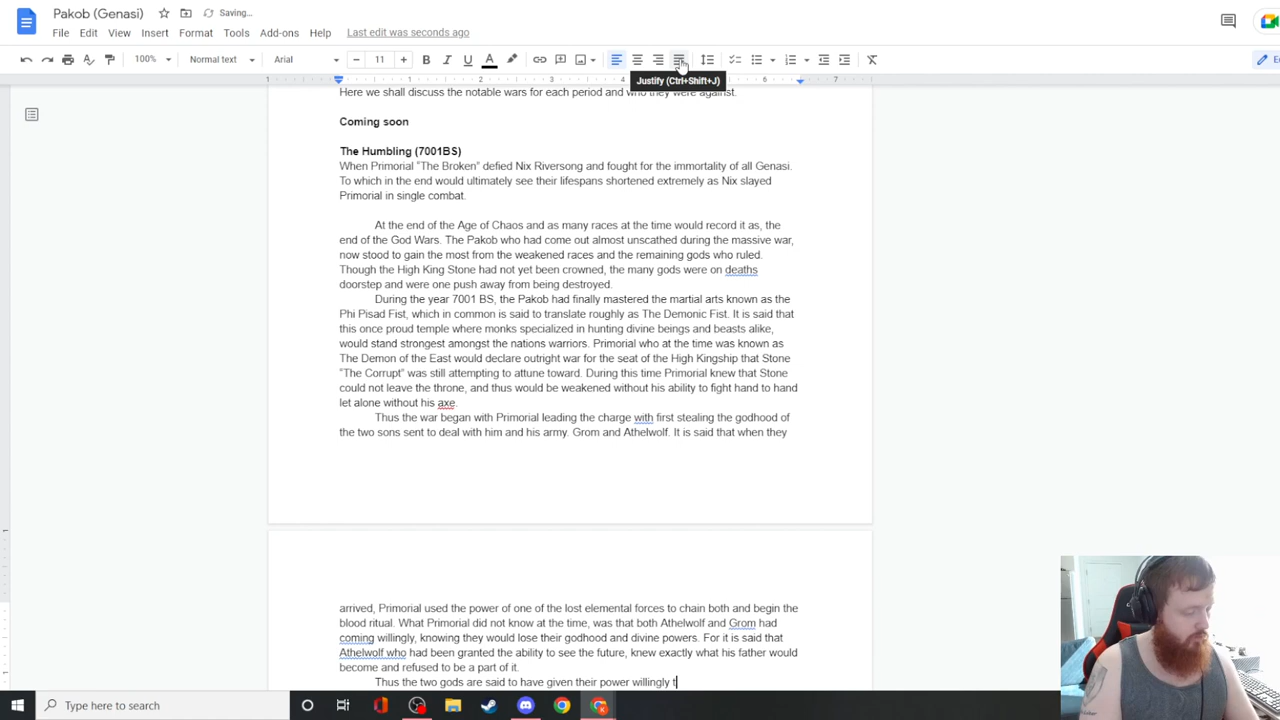 Pakob (Genasi)
Saving...
File Edit View Insert Format Tools Add-ons Help Last edit was seconds ago
100% Normal text Arial 11 B I U A
Justify (Ctrl+Shift+J)
1 1 2 3 4 5 6 7
Here we shall discuss the notable wars for each period and who they were against.
Coming soon
The Humbling (7001BS)
When Primorial "The Broken" defied Nix Riversong and fought for the immortality of all Genasi.
To which in the end would ultimately see their lifespans shortened extremely as Nix slayed
Primorial in single combat.
At the end of the Age of Chaos and as many races at the time would record it as, the
end of the God Wars. The Pakob who had come out almost unscathed during the massive war,
now stood to gain the most from the weakened races and the remaining gods who ruled.
Though the High King Stone had not yet been crowned, the many gods were on deaths
doorstep and were one push away from being destroyed.
During the year 7001 BS, the Pakob had finally mastered the martial arts known as the
Phi Pisad Fist, which in common is said to translate roughly as The Demonic Fist. It is said that
this once proud temple where monks specialized in hunting divine beings and beasts alike,
would stand strongest amongst the nations warriors. Primorial who at the time was known as
The Demon of the East would declare outright war for the seat of the High Kingship that Stone
"The Corrupt" was still attempting to attune toward. During this time Primorial knew that Stone
could not leave the throne, and thus would be weakened without his ability to fight hand to hand
let alone without his axe.
Thus the war began with Primorial leading the charge with first stealing the godhood of
the two sons sent to deal with him and his army. Grom and Athelwolf. It is said that when they
arrived, Primorial used the power of one of the lost elemental forces to chain both and begin the
blood ritual. What Primorial did not know at the time, was that both Athelwolf and Grom had
coming willingly, knowing they would lose their godhood and divine powers. For it is said that
Athelwolf who had been granted the ability to see the future, knew exactly what his father would
become and refused to be a part of it.
Thus the two gods are said to have given their power willingly t
Type here to search